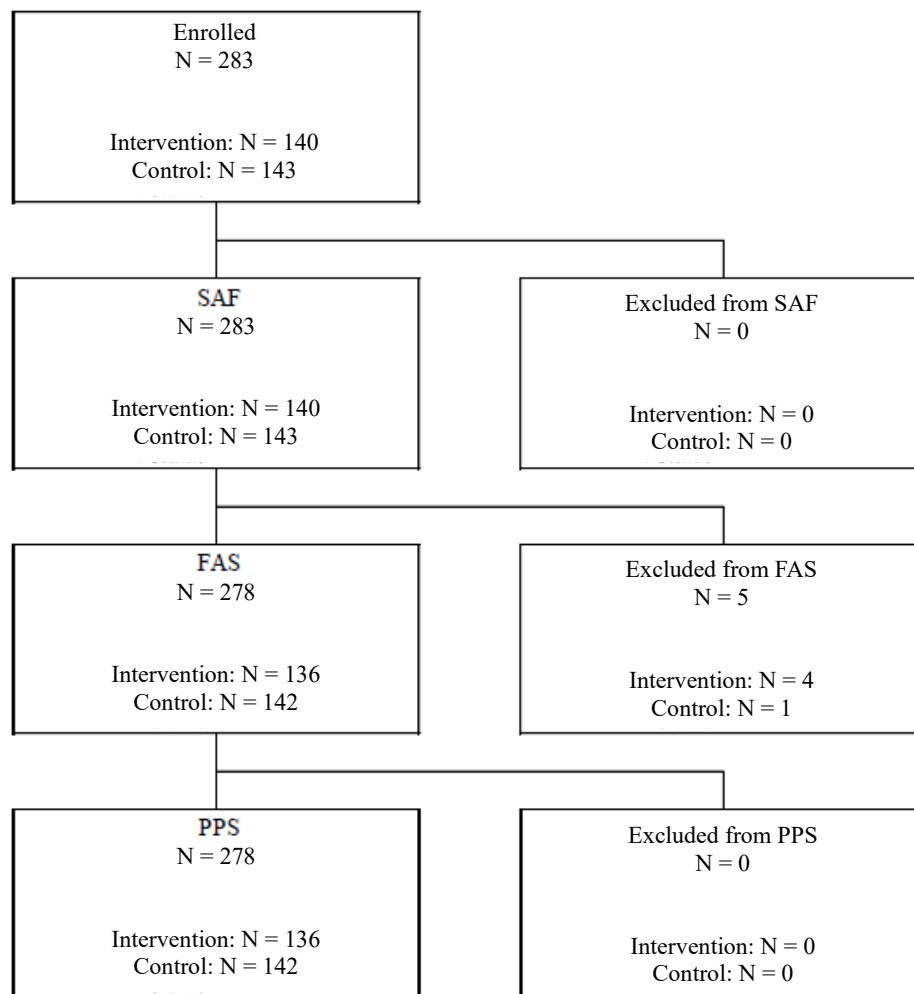 Enrolled
N = 283
Intervention: N = 140
Control: N = 143
SAF
N = 283
Intervention: N = 140
Control: N = 143
Excluded from SAF
N = 0
Intervention: N = 0
Control: N = 0
FAS
N = 278
Intervention: N = 136
Control: N = 142
Excluded from FAS
N = 5
Intervention: N = 4
Control: N = 1
PPS
N = 278
Intervention: N = 136
Control: N = 142
Excluded from PPS
N = 0
Intervention: N = 0
Control: N = 0